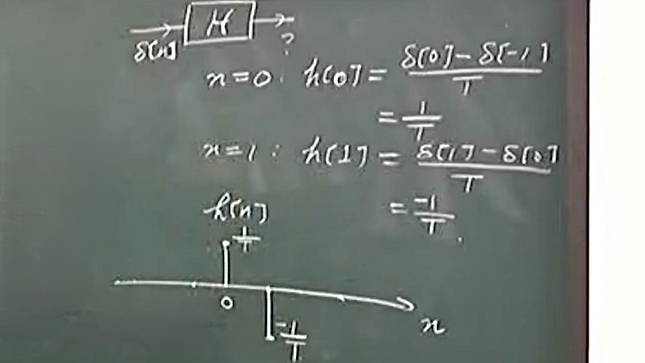 H
δ[n] ?
n=0: h[0] = δ[0]-δ[-1] / T
= 1/T
n=1: h[1] = δ[1]-δ[0] / T
= -1/T.
h[n]
1/T
0
-1/T
n